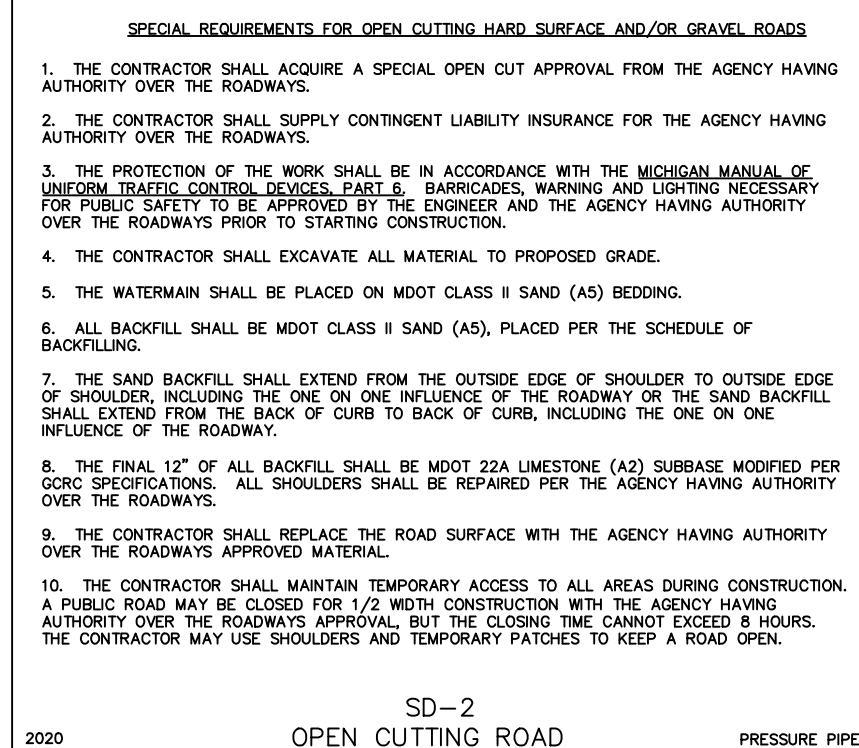 SPECIAL REQUIREMENTS FOR OPEN CUTTING HARD SURFACE AND/OR GRAVEL ROADS
1. THE CONTRACTOR SHALL ACQUIRE A SPECIAL OPEN CUT APPROVAL FROM THE AGENCY HAVING
AUTHORITY OVER THE ROADWAYS.
2. THE CONTRACTOR SHALL SUPPLY CONTINGENT LIABILITY INSURANCE FOR THE AGENCY HAVING
AUTHORITY OVER THE ROADWAYS.
3. THE PROTECTION OF THE WORK SHALL BE IN ACCORDANCE WITH THE MICHIGAN MANUAL OF
UNIFORM TRAFFIC CONTROL DEVICES, PART 6. BARRICADES, WARNING AND LIGHTING NECESSARY
FOR PUBLIC SAFETY TO BE APPROVED BY THE ENGINEER AND THE AGENCY HAVING AUTHORITY
OVER THE ROADWAYS PRIOR TO STARTING CONSTRUCTION.
4. THE CONTRACTOR SHALL EXCAVATE ALL MATERIAL TO PROPOSED GRADE.
5. THE WATERMAIN SHALL BE PLACED ON MDOT CLASS II SAND (A5) BEDDING.
6. ALL BACKFILL SHALL BE MDOT CLASS II SAND (A5), PLACED PER THE SCHEDULE OF
BACKFILLING.
7. THE SAND BACKFILL SHALL EXTEND FROM THE OUTSIDE EDGE OF SHOULDER TO OUTSIDE EDGE
OF SHOULDER, INCLUDING THE ONE ON ONE INFLUENCE OF THE ROADWAY OR THE SAND BACKFILL
SHALL EXTEND FROM THE BACK OF CURB TO BACK OF CURB, INCLUDING THE ONE ON ONE
INFLUENCE OF THE ROADWAY.
8. THE FINAL 12" OF ALL BACKFILL SHALL BE MDOT 22A LIMESTONE (A2) SUBBASE MODIFIED PER
GCRC SPECIFICATIONS. ALL SHOULDERS SHALL BE REPAIRED PER THE AGENCY HAVING AUTHORITY
OVER THE ROADWAYS.
9. THE CONTRACTOR SHALL REPLACE THE ROAD SURFACE WITH THE AGENCY HAVING AUTHORITY
OVER THE ROADWAYS APPROVED MATERIAL.
10. THE CONTRACTOR SHALL MAINTAIN TEMPORARY ACCESS TO ALL AREAS DURING CONSTRUCTION.
A PUBLIC ROAD MAY BE CLOSED FOR 1/2 WIDTH CONSTRUCTION WITH THE AGENCY HAVING
AUTHORITY OVER THE ROADWAYS APPROVAL, BUT THE CLOSING TIME CANNOT EXCEED 8 HOURS.
THE CONTRACTOR MAY USE SHOULDERS AND TEMPORARY PATCHES TO KEEP A ROAD OPEN.
SD-2
2020 OPEN CUTTING ROAD PRESSURE PIPE